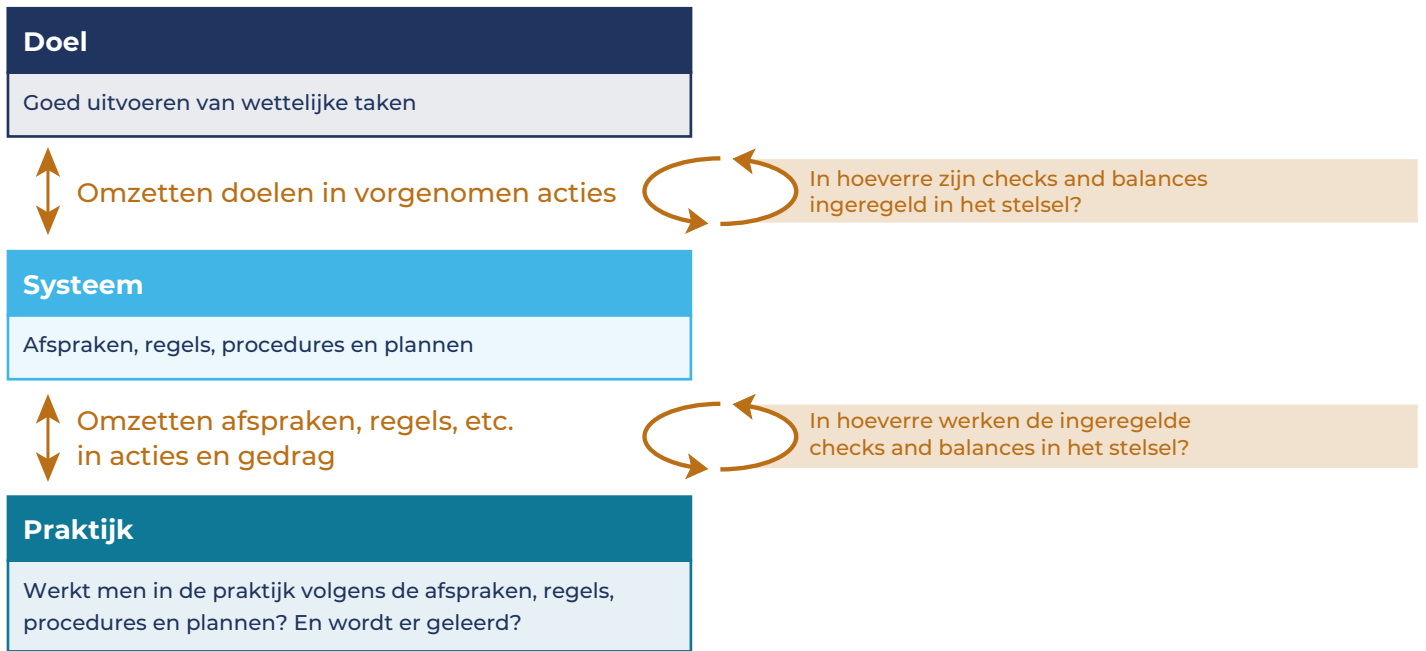 Doel
Goed uitvoeren van wettelijke taken
Omzetten doelen in vorgenomen acties
In hoeverre zijn checks and balances
ingeregeld in het stelsel?
Systeem
Afspraken, regels, procedures en plannen
Omzetten afspraken, regels, etc.
in acties en gedrag
In hoeverre werken de ingeregelde
checks and balances in het stelsel?
Praktijk
Werkt men in de praktijk volgens de afspraken, regels,
procedures en plannen? En wordt er geleerd?